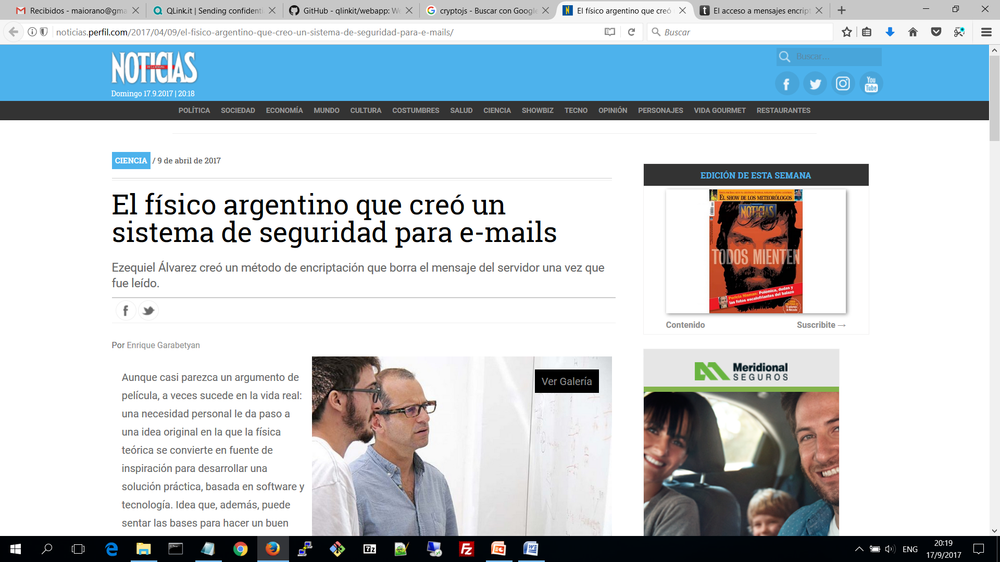 Recibidos - maiorano@gma
QLink.it | Sending confidenti
GitHub - qlinkit/webapp: We
cryptojs - Buscar con Google
El físico argentino que creó
El acceso a mensajes encript
noticias.perfil.com/2017/04/09/el-fisico-argentino-que-creo-un-sistema-de-seguridad-para-e-mails/
Buscar
NOTICIAS
DE LA SEMANA
Buscar...
Domingo 17.9.2017 | 20:18
You
Tube
POLÍTICA SOCIEDAD ECONOMÍA MUNDO CULTURA COSTUMBRES SALUD CIENCIA SHOWBIZ TECNO OPINIÓN PERSONAJES VIDA GOURMET RESTAURANTES
CIENCIA / 9 de abril de 2017
El físico argentino que creó un
sistema de seguridad para e-mails
Ezequiel Álvarez creó un método de encriptación que borra el mensaje del servidor una vez que
fue leído.
Por Enrique Garabetyan
Aunque casi parezca un argumento de
película, a veces sucede en la vida real:
una necesidad personal le da paso a
una idea original en la que la física
teórica se convierte en fuente de
inspiración para desarrollar una
solución práctica, basada en software y
tecnología. Idea que, además, puede
sentar las bases para hacer un buen
Ver Galería
EDICIÓN DE ESTA SEMANA
EL SHOW DE LOS METEORÓLOGOS
NOTICIAS
TODOS MIENTEN
Pericia Nisman: Polémica, dudas y
las fotos escalofriantes del balazo
Contenido
Suscribite →
Meridional
SEGUROS
ENG
20:19
17/9/2017